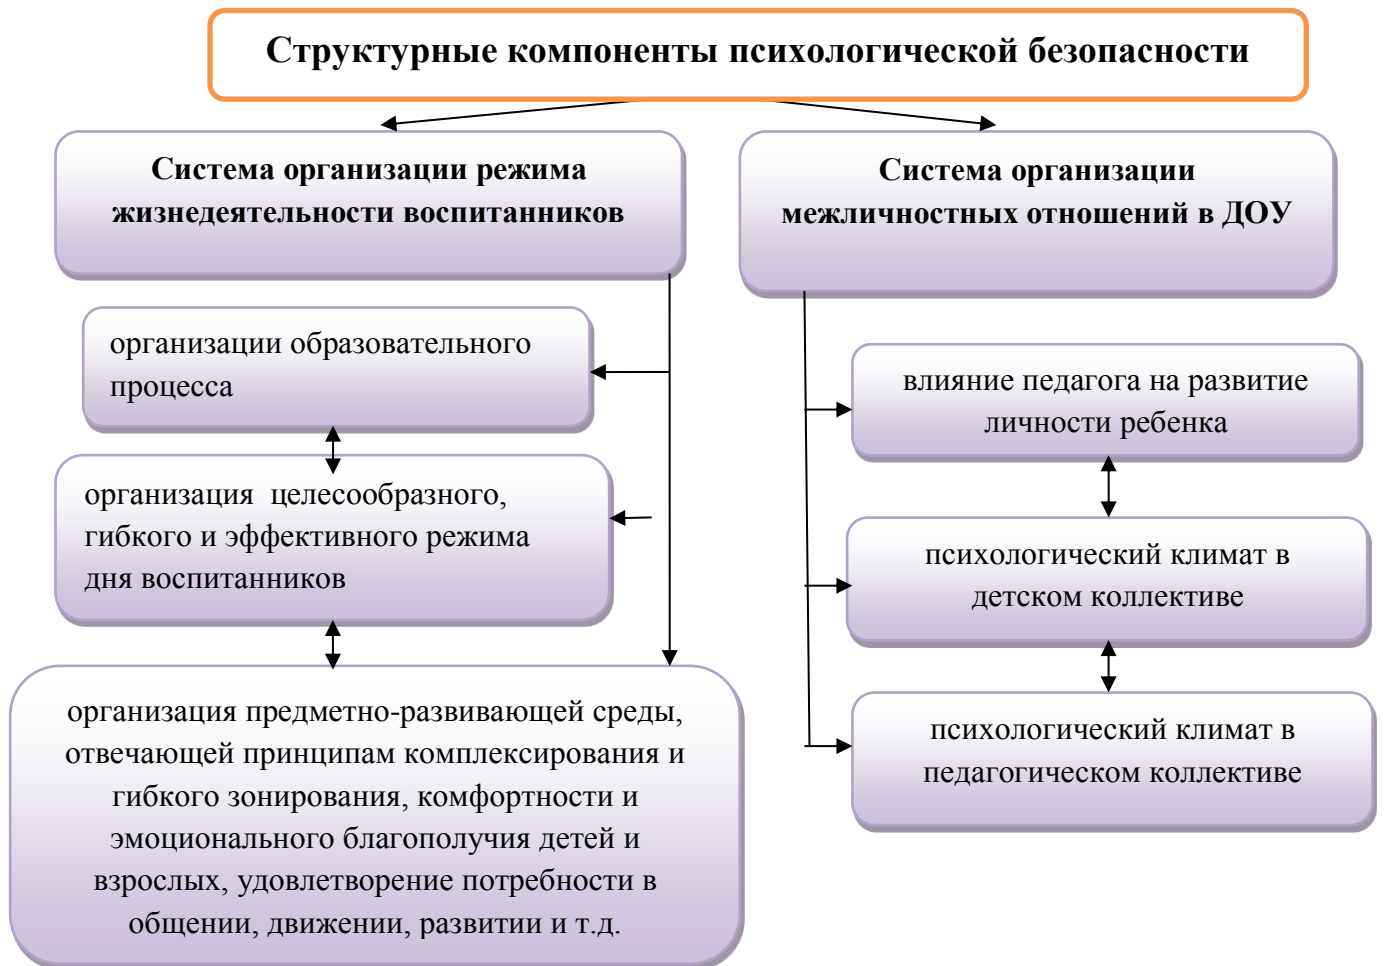 Структурные компоненты психологической безопасности
Система организации режима
жизнедеятельности воспитанников
Система организации
межличностных отношений в ДОУ
организации образовательного
процесса
организация целесообразного,
гибкого и эффективного режима
дня воспитанников
организация предметно-развивающей среды,
отвечающей принципам комплексирования и
гибкого зонирования, комфортности и
эмоционального благополучия детей и
взрослых, удовлетворение потребности в
общении, движении, развитии и т.д.
влияние педагога на развитие
личности ребенка
психологический климат в
детском коллективе
психологический климат в
педагогическом коллективе